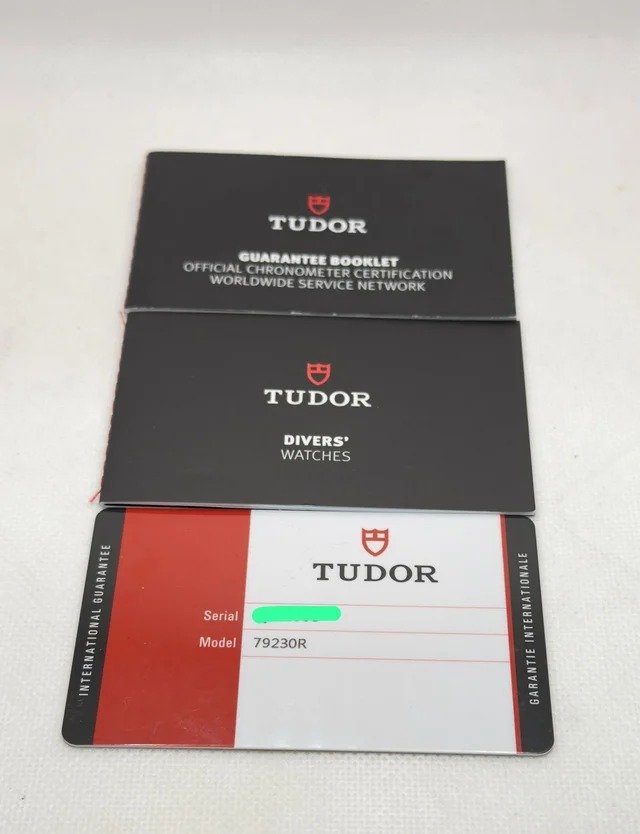 TUDOR
GUARANTEE BOOKLET
OFFICIAL CHRONOMETER CERTIFICATION
WORLDWIDE SERVICE NETWORK
TUDOR
DIVERS'
WATCHES
INTERNATIONAL GUARANTEE
TUDOR
Serial
Model 79230R
GARANTIE INTERNATIONALE